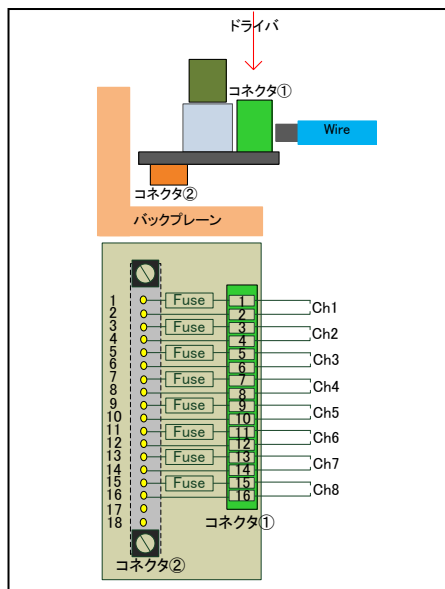 ドライバ
コネクタ①
Wire
コネクタ②
バックプレーン
1 Fuse 1 Ch1
2 2
3 Fuse 3 Ch2
4 4
5 Fuse 5 Ch3
6 6
7 Fuse 7 Ch4
8 8
9 Fuse 9 Ch5
10 10
11 Fuse 11 Ch6
12 12
13 Fuse 13 Ch7
14 14
15 Fuse 15 Ch8
16 16
17
18
コネクタ①
コネクタ②